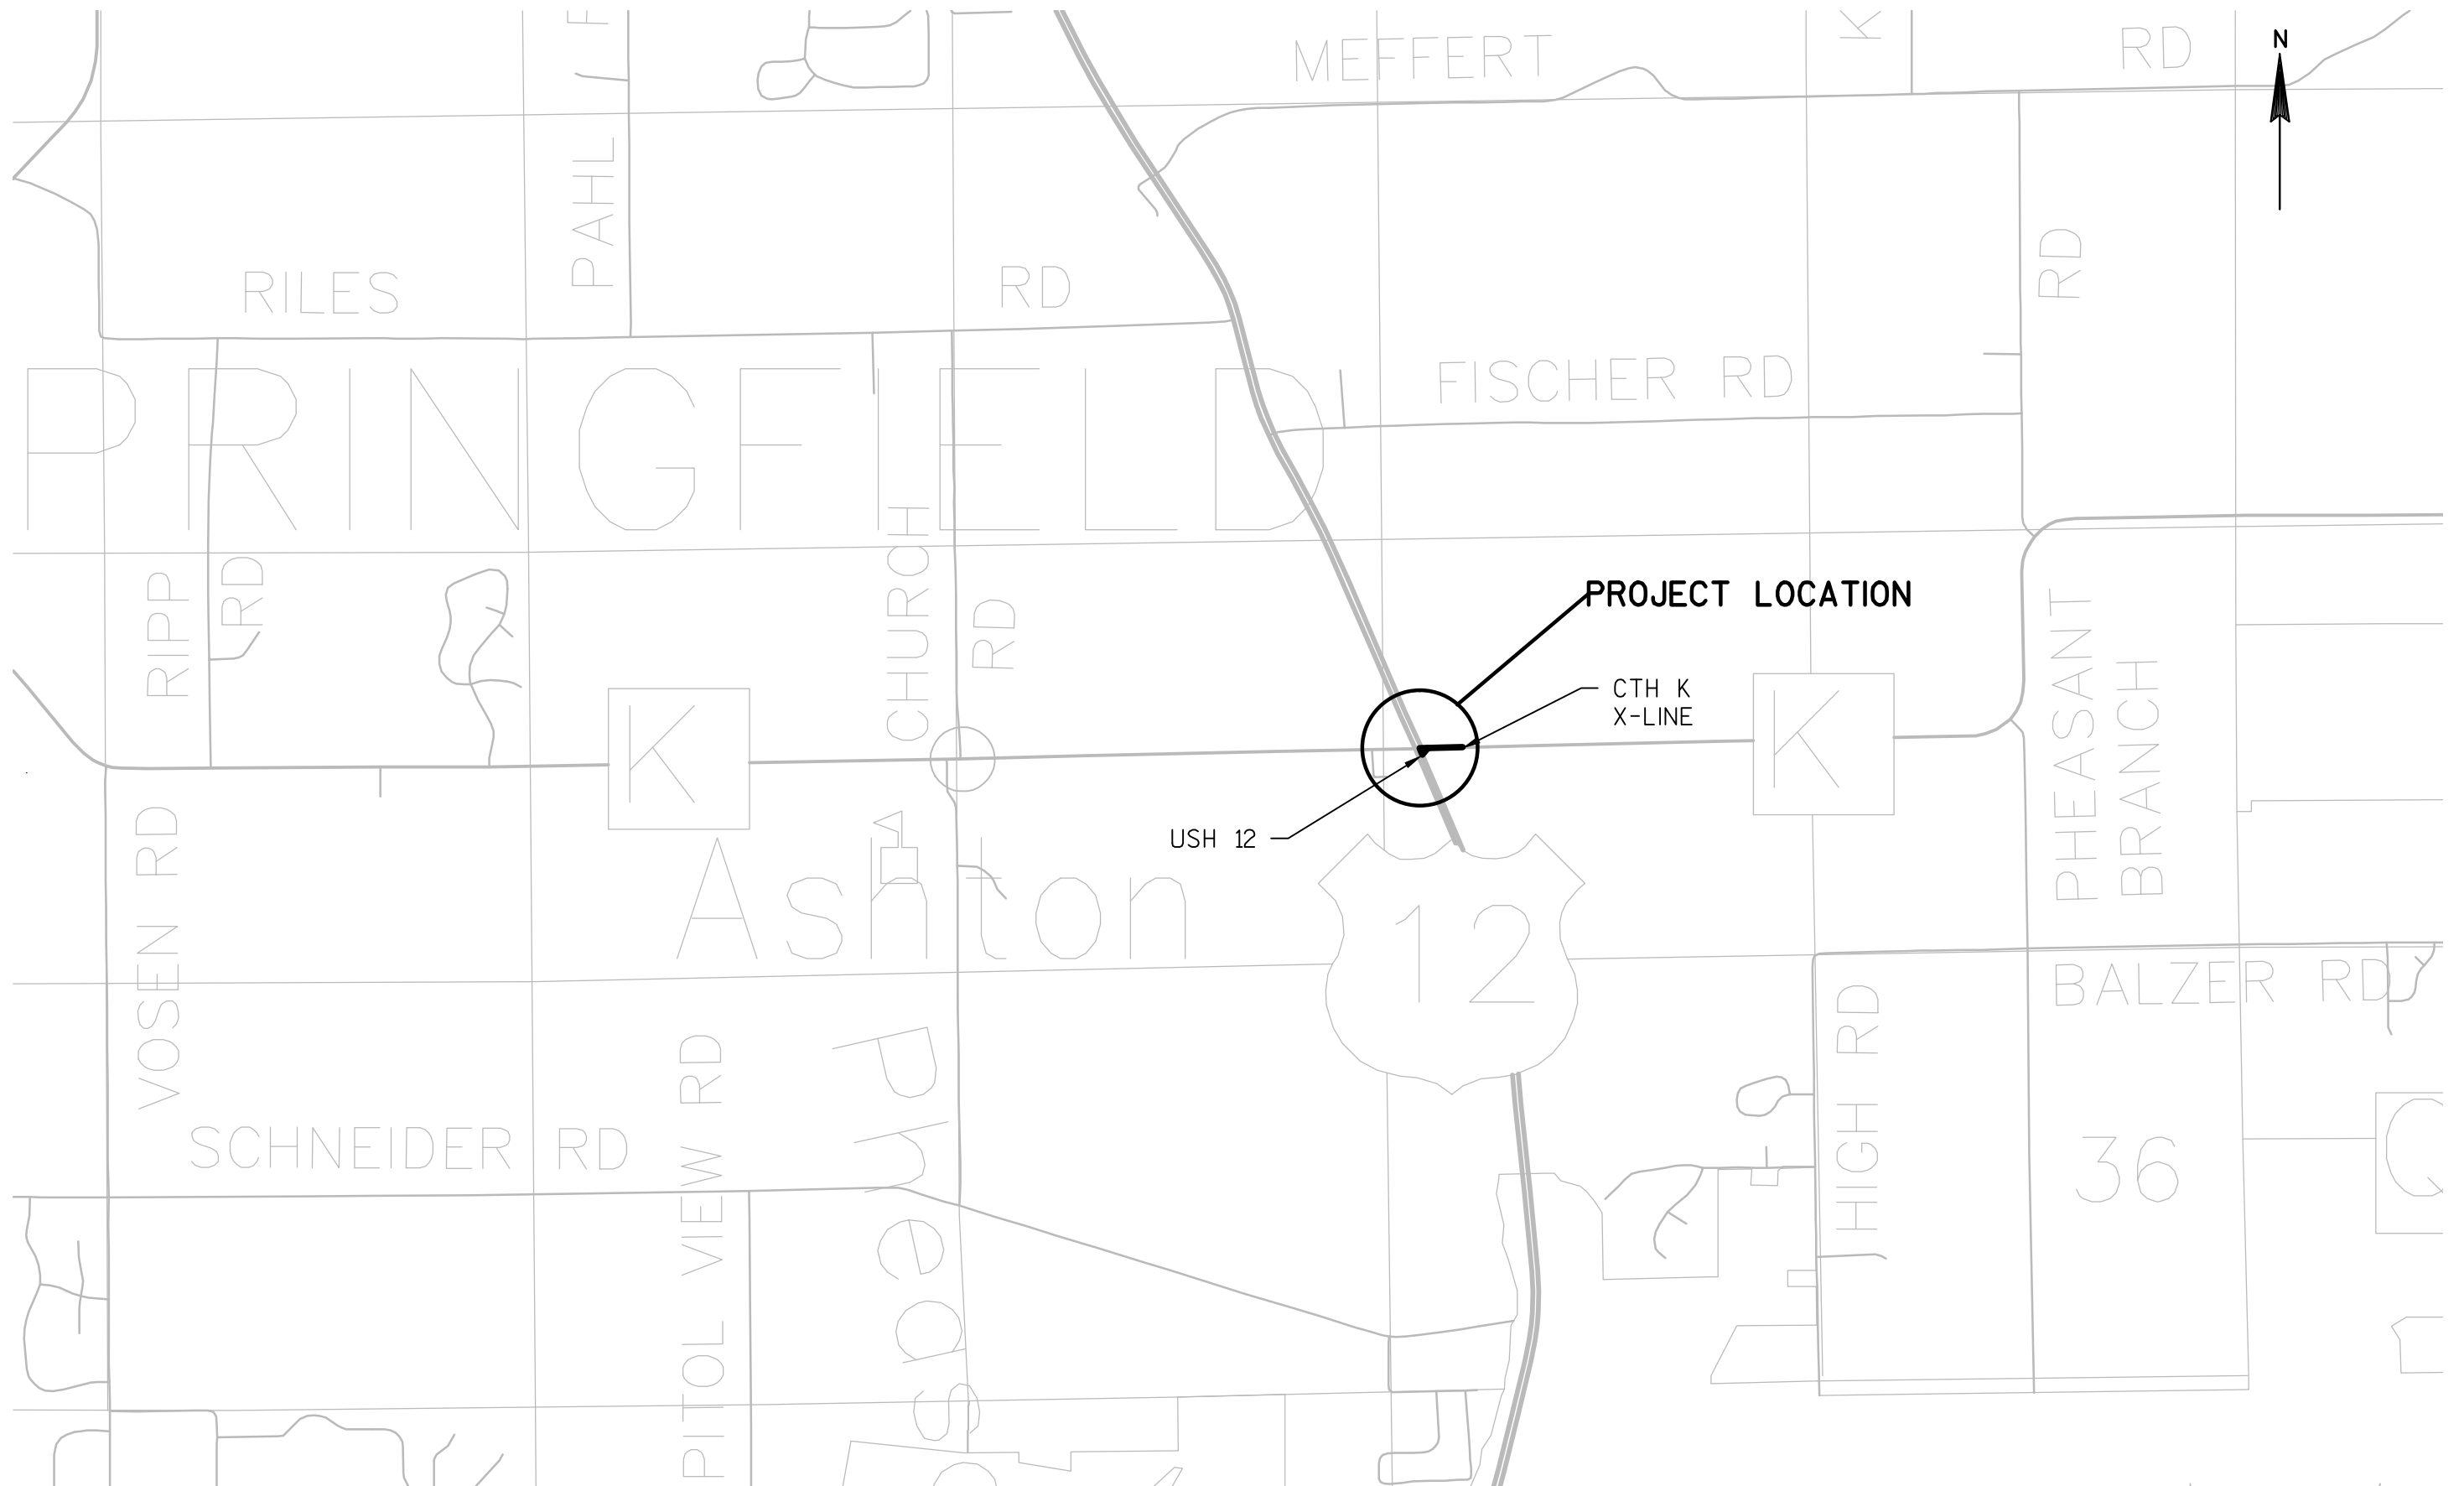 K
MEFFERT
RD
N
PAHL
RILES
RD
RD
FISCHER RD
PRINGFIELD
RIPP
RD
CHURCH
RD
PROJECT LOCATION
CTH K
X-LINE
K
K
PHEASANT
BRANCH
USH 12
VOSEN RD
Ashton
12
BALZER RD
HIGH RD
SCHNEIDER RD
PITOL VIEW RD
36